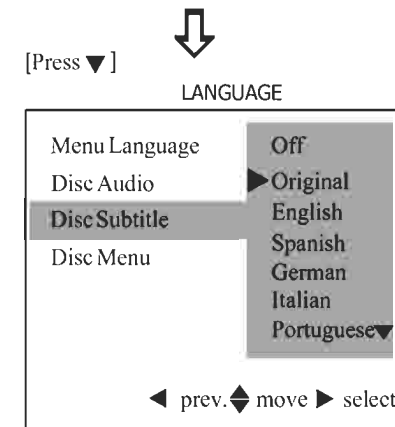 [Press ▼]
LANGUAGE
Menu Language
Disc Audio
Disc Subtitle
Disc Menu
Off
▶Original
English
Spanish
German
Italian
Portuguese▼
◀ prev. ◆ move ▶ select